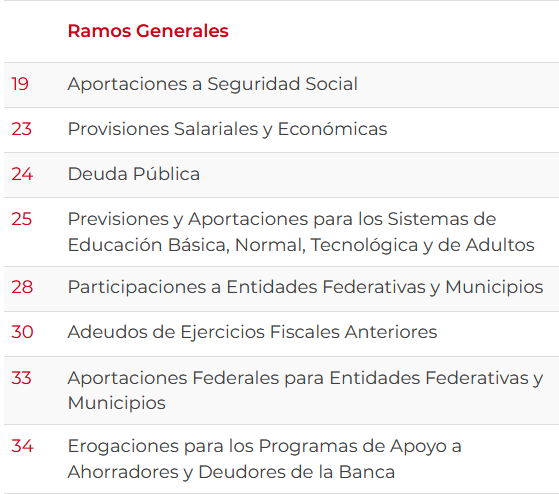 Ramos Generales
19 Aportaciones a Seguridad Social
23 Provisiones Salariales y Económicas
24 Deuda Pública
25 Previsiones y Aportaciones para los Sistemas de
Educación Básica, Normal, Tecnológica y de Adultos
28 Participaciones a Entidades Federativas y Municipios
30 Adeudos de Ejercicios Fiscales Anteriores
33 Aportaciones Federales para Entidades Federativas y
Municipios
34 Erogaciones para los Programas de Apoyo a
Ahorradores y Deudores de la Banca